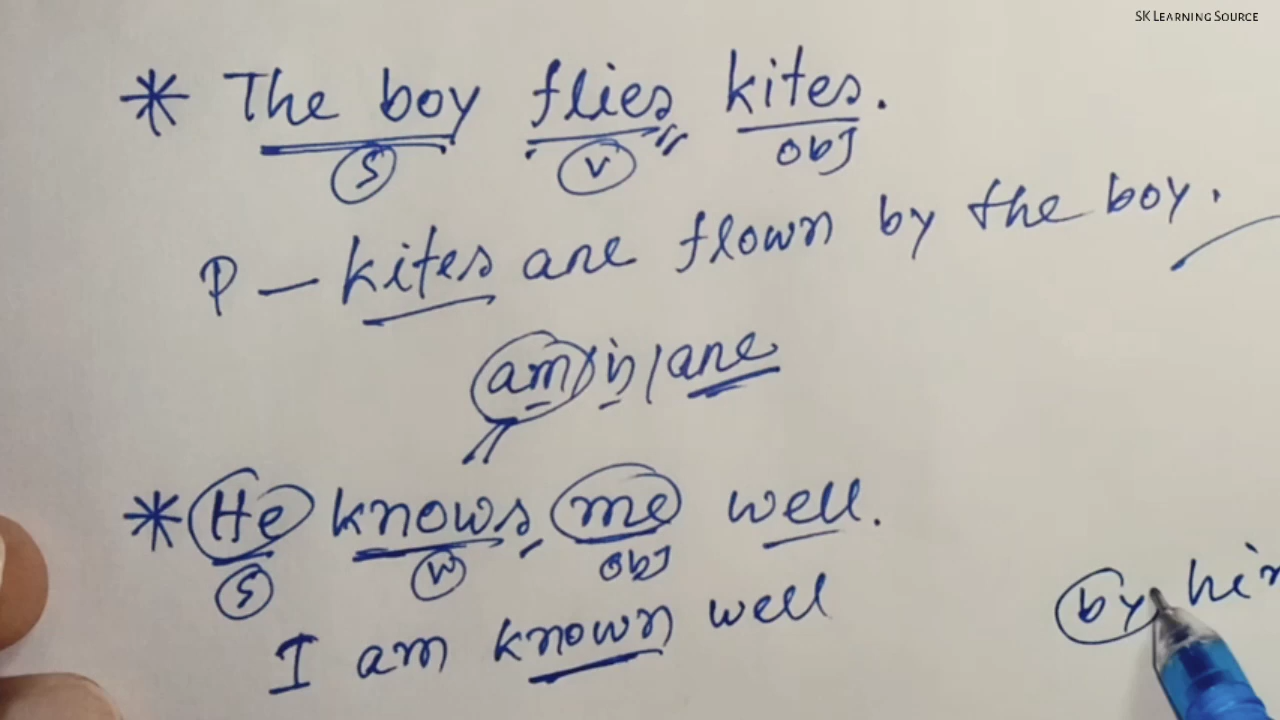 SK LEARNING SOURCE
* The boy flies kites.
S V obj
P - kites are flown by the boy.
am/is/are
* He knows me well.
S V obj
I am known well by